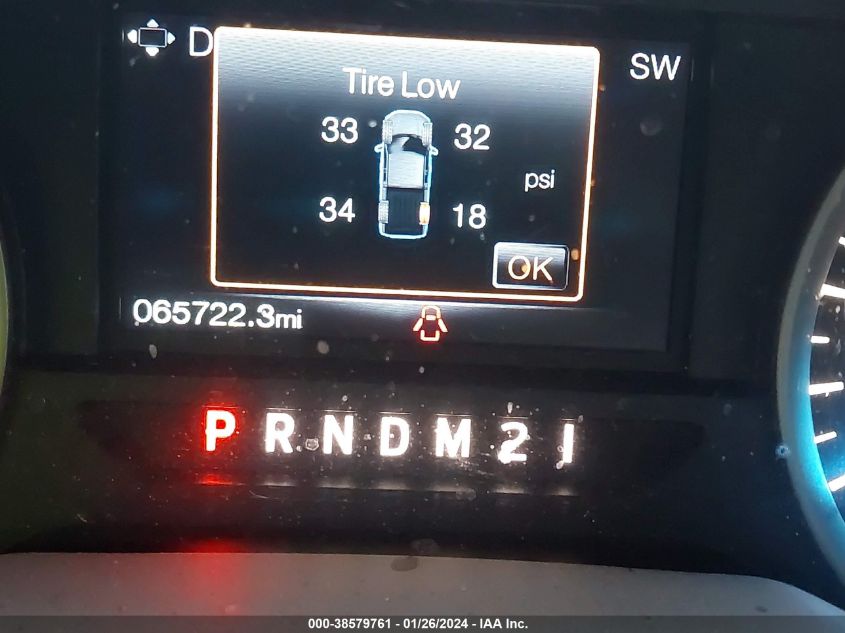 D
SW
Tire Low
33 32
psi
34 18
OK
065722.3mi
P R N D M 2 1
000-38579761 - 01/26/2024 - IAA Inc.